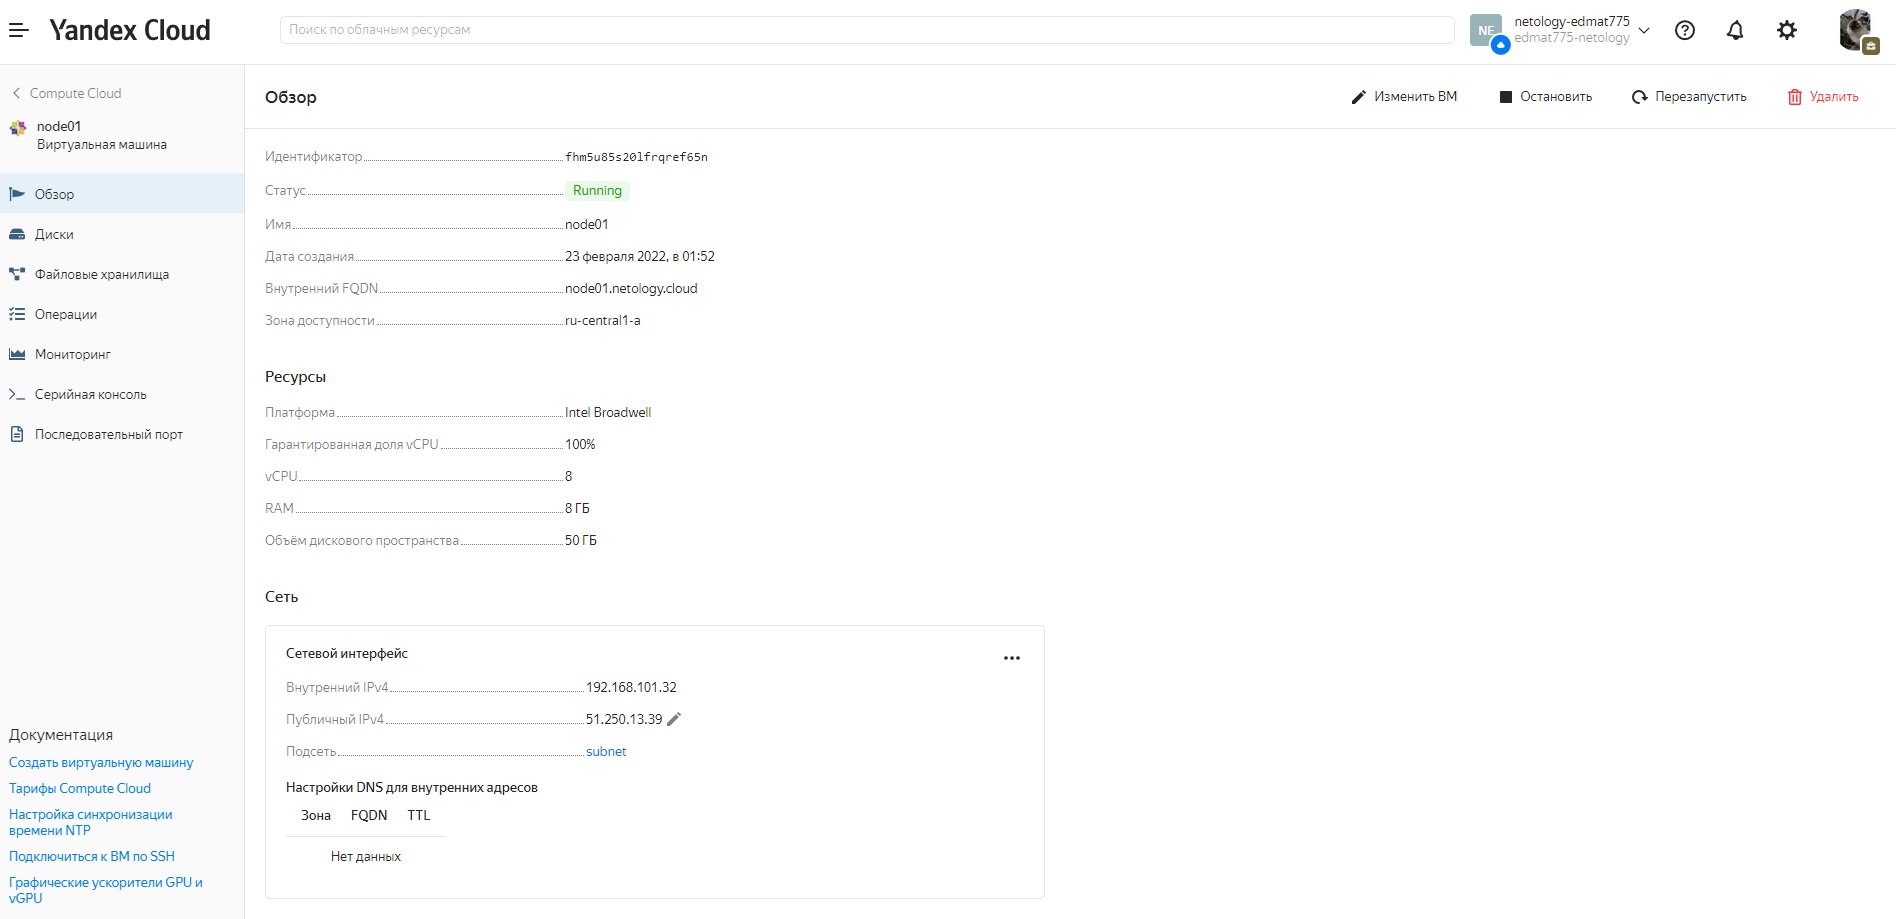 Yandex Cloud
Поиск по облачным ресурсам
NE
netology-edmat775
edmat775-netology
Compute Cloud
node01
Виртуальная машина
Обзор
Диски
Файловые хранилища
Операции
Мониторинг
Серийная консоль
Последовательный порт
Документация
Создать виртуальную машину
Тарифы Compute Cloud
Настройка синхронизации
времени NTP
Подключиться к ВМ по SSH
Графические ускорители GPU и
vGPU
Обзор
Изменить ВМ
Остановить
Перезапустить
Удалить
Идентификатор fhm5u85s20lfrqref65n
Статус Running
Имя node01
Дата создания 23 февраля 2022, в 01:52
Внутренний FQDN node01.netology.cloud
Зона доступности ru-central1-a
Ресурсы
Платформа Intel Broadwell
Гарантированная доля vCPU 100%
vCPU 8
RAM 8 ГБ
Объём дискового пространства 50 ГБ
Сеть
Сетевой интерфейс
Внутренний IPv4 192.168.101.32
Публичный IPv4 51.250.13.39
Подсеть subnet
Настройки DNS для внутренних адресов
Зона FQDN TTL
Нет данных